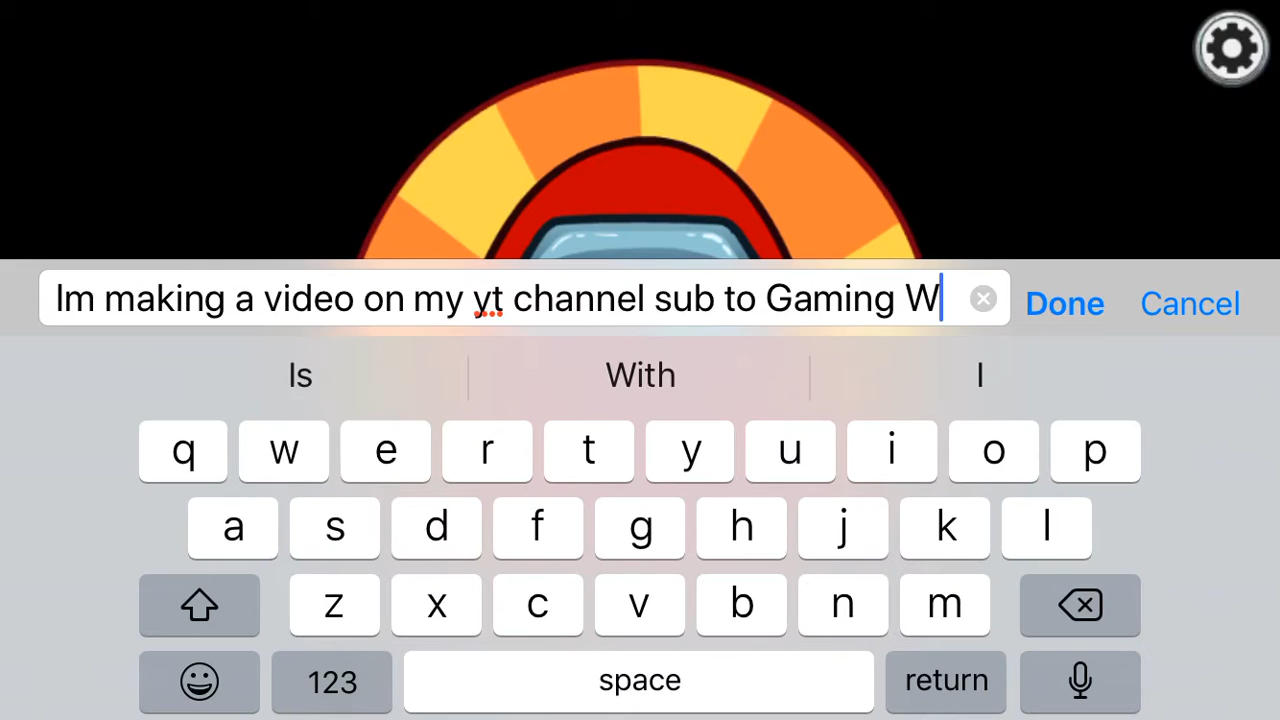 Im making a video on my yt channel sub to Gaming W
Done Cancel
Is With I
q w e r t y u i o p
a s d f g h j k l
z x c v b n m
123 space return